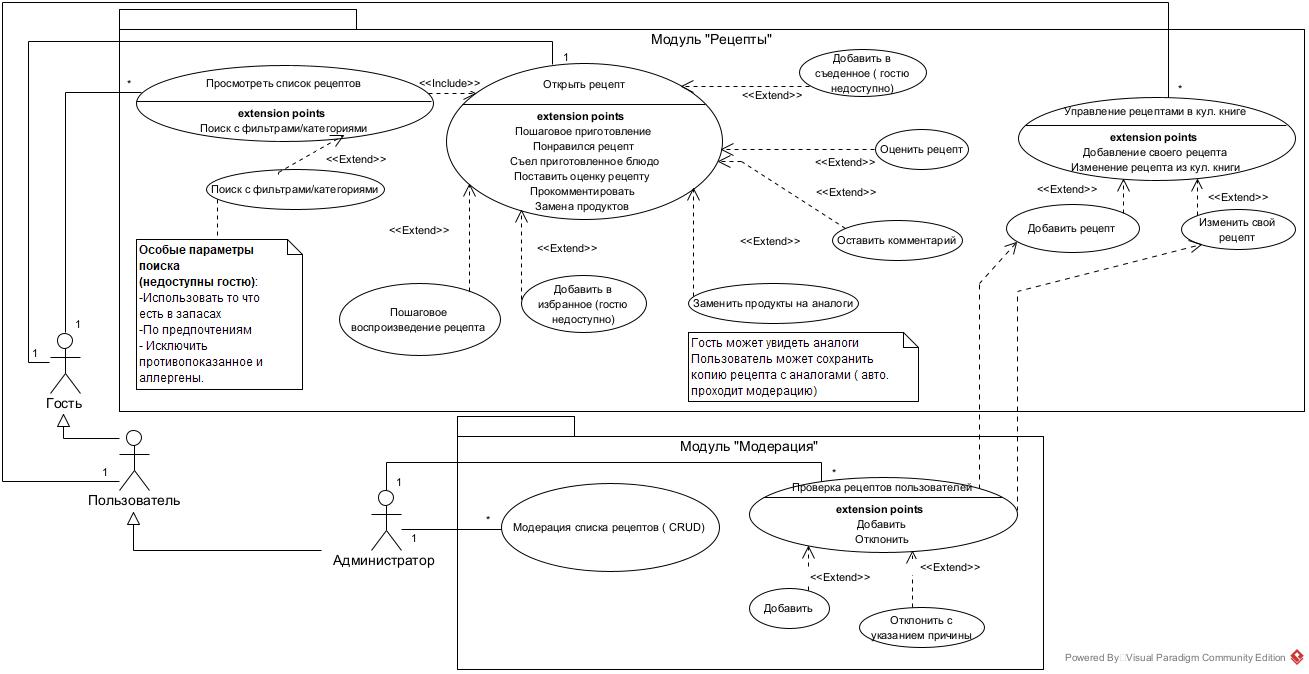 Модуль "Рецепты"
*
Просмотреть список рецептов
extension points
Поиск с фильтрами/категориями
<<Include>>
<<Extend>>
Поиск с фильтрами/категориями
Особые параметры
поиска
(недоступны гостю):
-Использовать то что
есть в запасах
-По предпочтениям
- Исключить
противопоказанное и
аллергены.
1
Открыть рецепт
extension points
Пошаговое приготовление
Понравился рецепт
Съел приготовленное блюдо
Поставить оценку рецепту
Прокомментировать
Замена продуктов
Добавить в
съеденное ( гостю
недоступно)
<<Extend>>
Оценить рецепт
<<Extend>>
<<Extend>>
Оставить комментарий
<<Extend>>
<<Extend>>
<<Extend>>
Пошаговое
воспроизведение рецепта
Добавить в
избранное (гостю
недоступно)
Заменить продукты на аналоги
Гость может увидеть аналоги
Пользователь может сохранить
копию рецепта с аналогами ( авто.
проходит модерацию)
*
Управление рецептами в кул. книге
extension points
Добавление своего рецепта
Изменение рецепта из кул. книги
<<Extend>>
<<Extend>>
Добавить рецепт
Изменить свой
рецепт
1
1
Гость
1
Пользователь
1
1
Администратор
Модуль "Модерация"
*
Модерация списка рецептов ( CRUD)
*
Проверка рецептов пользователей
extension points
Добавить
Отклонить
<<Extend>>
<<Extend>>
Добавить
Отклонить с
указанием причины
Powered By Visual Paradigm Community Edition